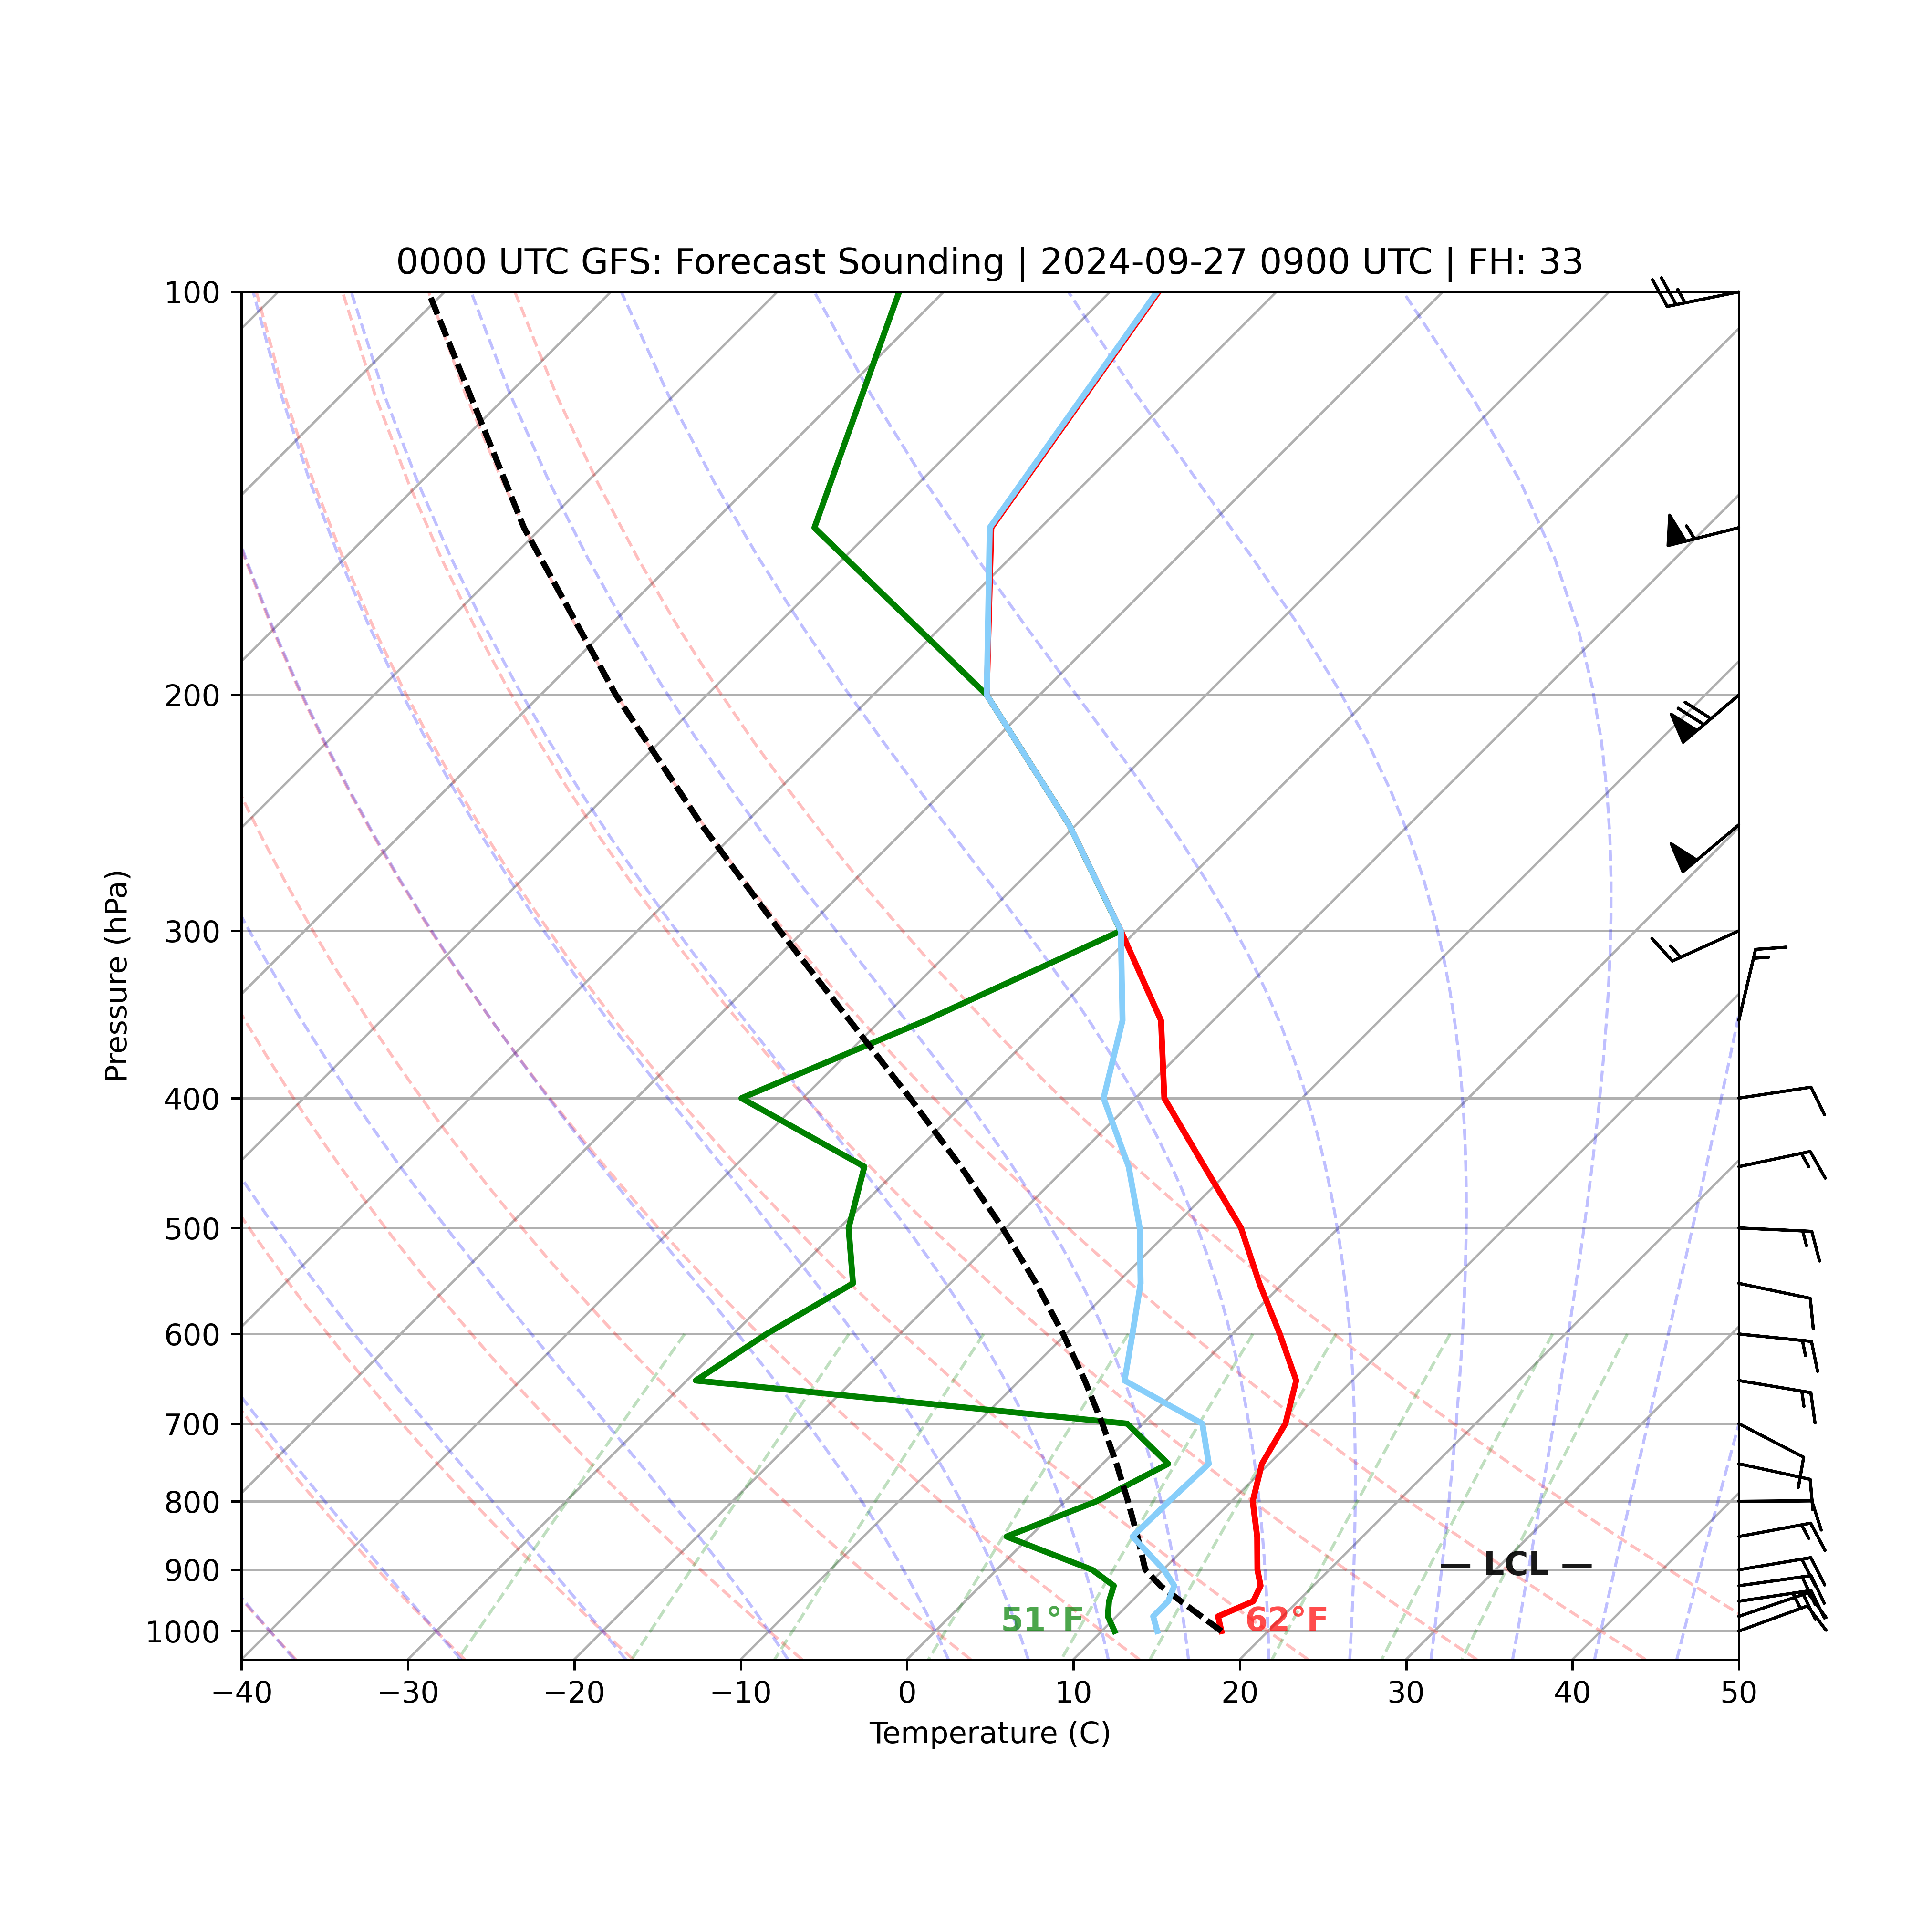 0000 UTC GFS: Forecast Sounding | 2024-09-27 0900 UTC | FH: 33
100
200
300
400
500
600
700
800
900
1000
Pressure (hPa)
— LCL —
51°F
62°F
−40 −30 −20 −10 0 10 20 30 40 50
Temperature (C)